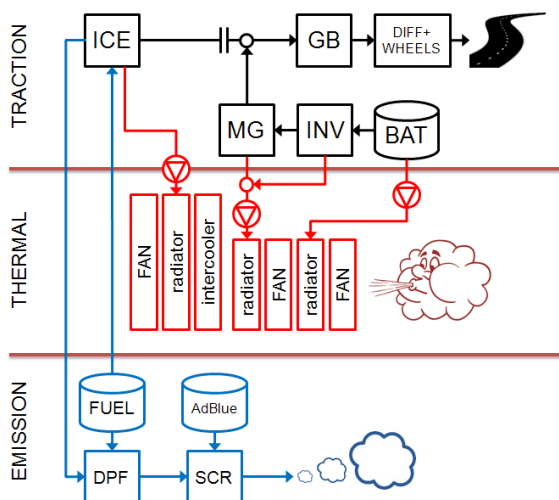 TRACTION
ICE
GB
DIFF+
WHEELS
MG
INV
BAT
THERMAL
FAN
radiator
intercooler
radiator
FAN
radiator
FAN
EMISSION
FUEL
AdBlue
DPF
SCR